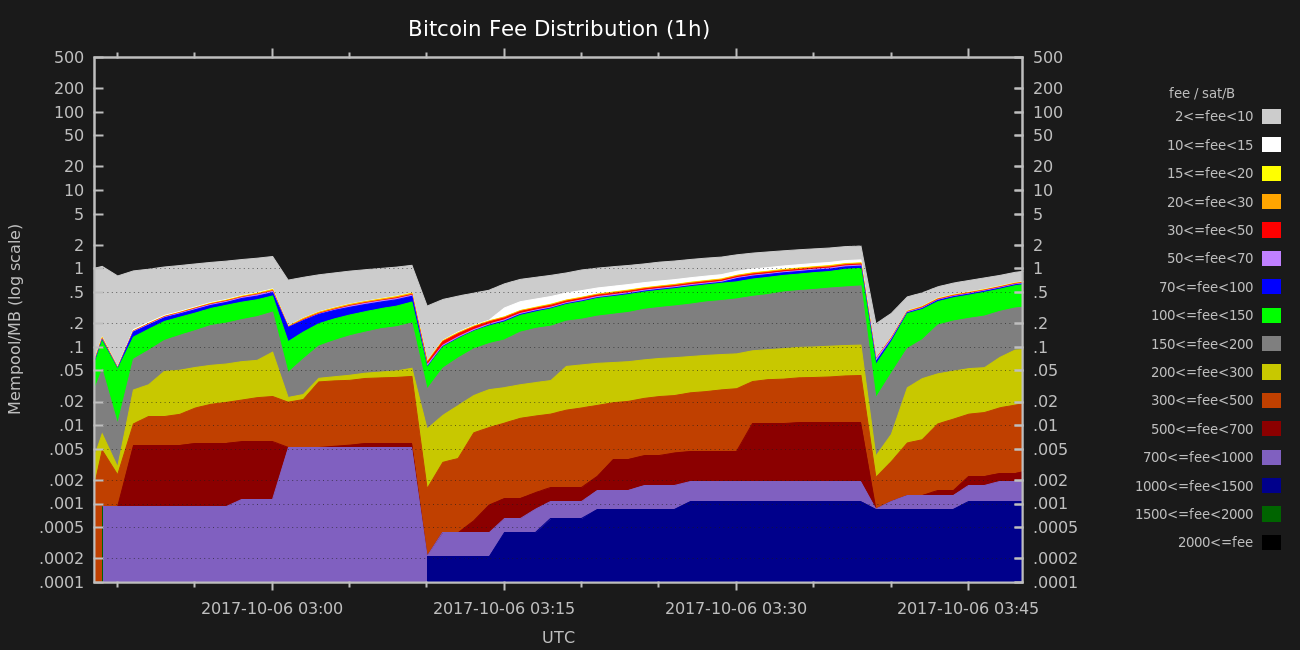 Bitcoin Fee Distribution (1h)
Mempool/MB (log scale)
500
200
100
50
20
10
5
2
1
.5
.2
.1
.05
.02
.01
.005
.002
.001
.0005
.0002
.0001
500
200
100
50
20
10
5
2
1
.5
.2
.1
.05
.02
.01
.005
.002
.001
.0005
.0002
.0001
2017-10-06 03:00
2017-10-06 03:15
2017-10-06 03:30
2017-10-06 03:45
UTC
fee / sat/B
2<=fee<10
10<=fee<15
15<=fee<20
20<=fee<30
30<=fee<50
50<=fee<70
70<=fee<100
100<=fee<150
150<=fee<200
200<=fee<300
300<=fee<500
500<=fee<700
700<=fee<1000
1000<=fee<1500
1500<=fee<2000
2000<=fee